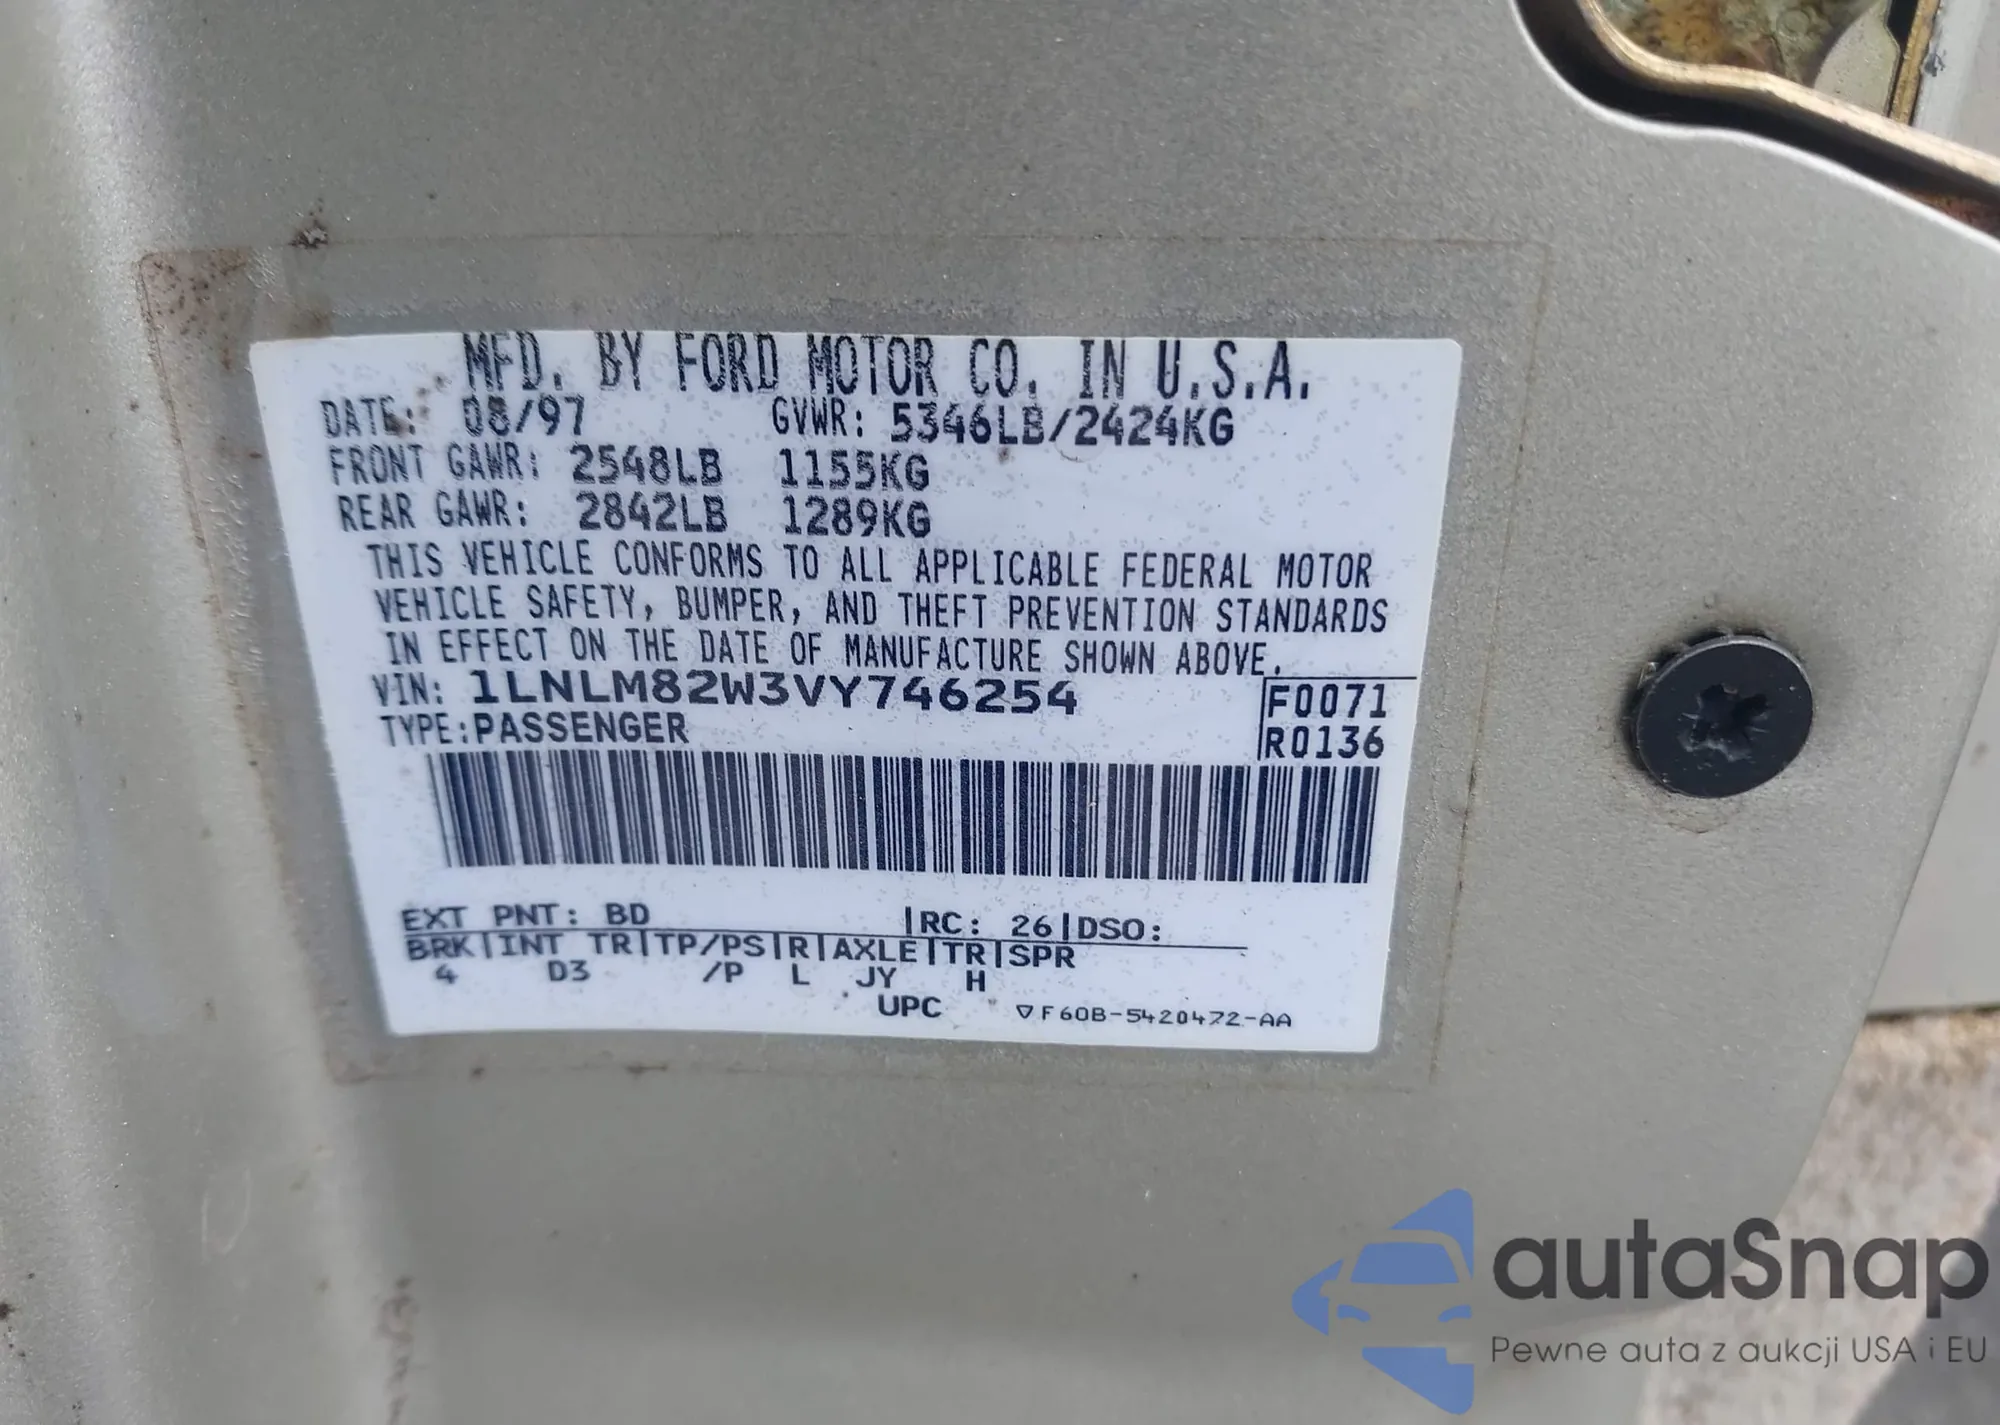 MFD. BY FORD MOTOR CO. IN U.S.A.
DATE: 08/97 GVWR: 5346LB/2424KG
FRONT GAWR: 2548LB 1155KG
REAR GAWR: 2842LB 1289KG
THIS VEHICLE CONFORMS TO ALL APPLICABLE FEDERAL MOTOR
VEHICLE SAFETY, BUMPER, AND THEFT PREVENTION STANDARDS
IN EFFECT ON THE DATE OF MANUFACTURE SHOWN ABOVE.
VIN: 1LNLM82W3VY746254 F0071
TYPE:PASSENGER R0136
EXT PNT: BD |RC: 26|DSO:
BRK|INT TR|TP/PS|R|AXLE|TR|SPR
4 D3 /P L JY H
UPC ▽F60B-5420472-AA
autaSnap
Pewne auta z aukcji USA i EU